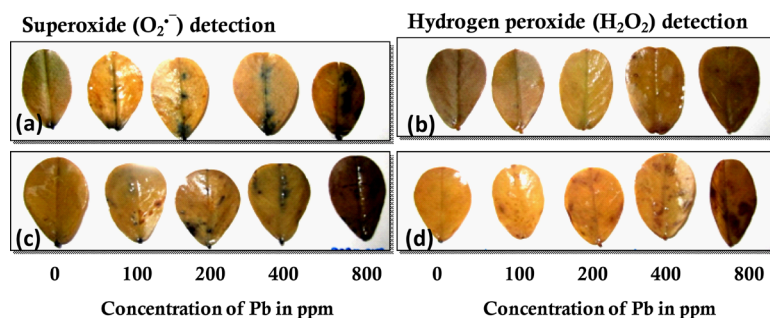 Superoxide (O₂•⁻) detection
Hydrogen peroxide (H₂O₂) detection
(a)
(b)
(c)
(d)
0 100 200 400 800
0 100 200 400 800
Concentration of Pb in ppm
Concentration of Pb in ppm